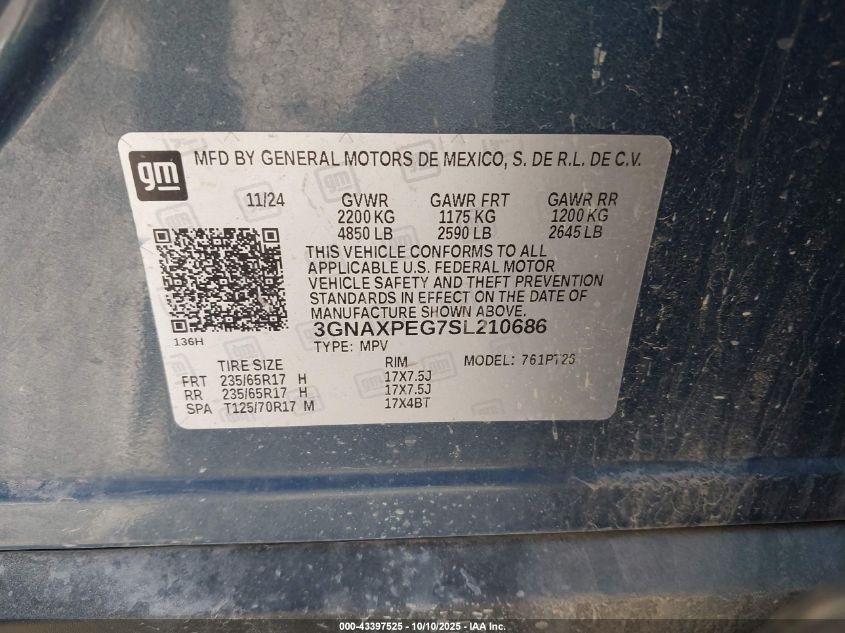 gm MFD BY GENERAL MOTORS DE MEXICO, S. DE R.L. DE C.V.
11/24 GVWR GAWR FRT GAWR RR
2200 KG 1175 KG 1200 KG
4850 LB 2590 LB 2645 LB
THIS VEHICLE CONFORMS TO ALL
APPLICABLE U.S. FEDERAL MOTOR
VEHICLE SAFETY AND THEFT PREVENTION
STANDARDS IN EFFECT ON THE DATE OF
MANUFACTURE SHOWN ABOVE.
3GNAXPEG7SL210686
136H
TYPE: MPV
TIRE SIZE RIM MODEL: 761PT26
FRT 235/65R17 H 17X7.5J
RR 235/65R17 H 17X7.5J
SPA T125/70R17 M 17X4BT
000-43397525 - 10/10/2025 - IAA Inc.